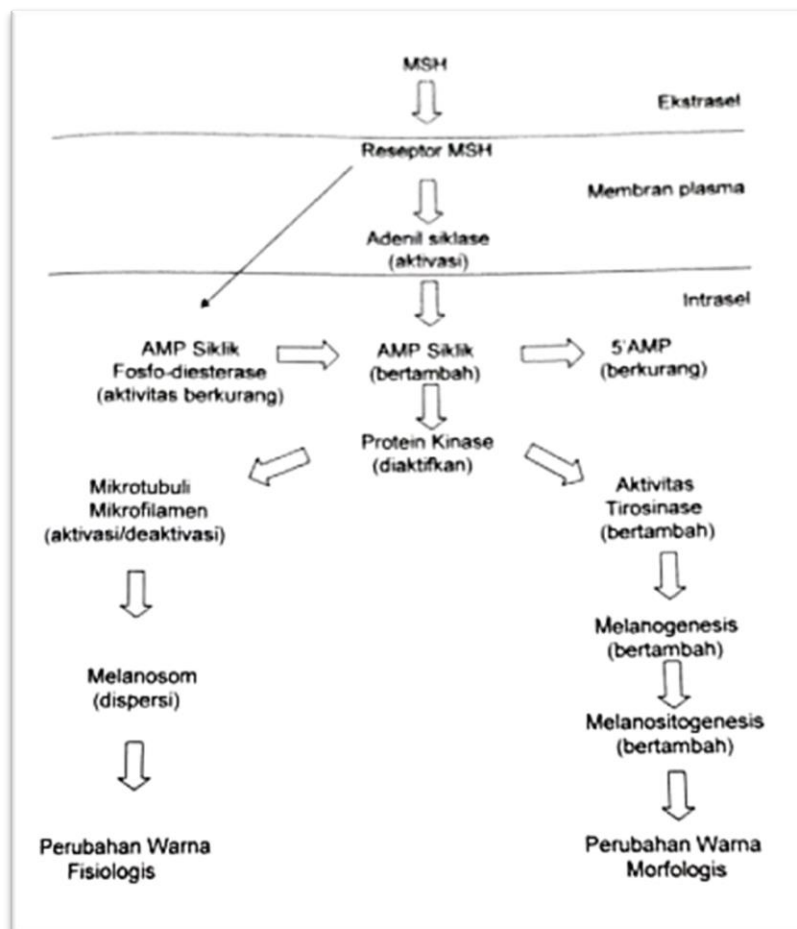 MSH
Ekstrasel
Reseptor MSH
Membran plasma
Adenil siklase
(aktivasi)
Intrasel
AMP Siklik
Fosfo-diesterase
(aktivitas berkurang)
AMP Siklik
(bertambah)
5'AMP
(berkurang)
Protein Kinase
(diaktifkan)
Mikrotubuli
Mikrofilamen
(aktivasi/deaktivasi)
Aktivitas
Tirosinase
(bertambah)
Melanosom
(dispersi)
Melanogenesis
(bertambah)
Melanositogenesis
(bertambah)
Perubahan Warna
Fisiologis
Perubahan Warna
Morfologis